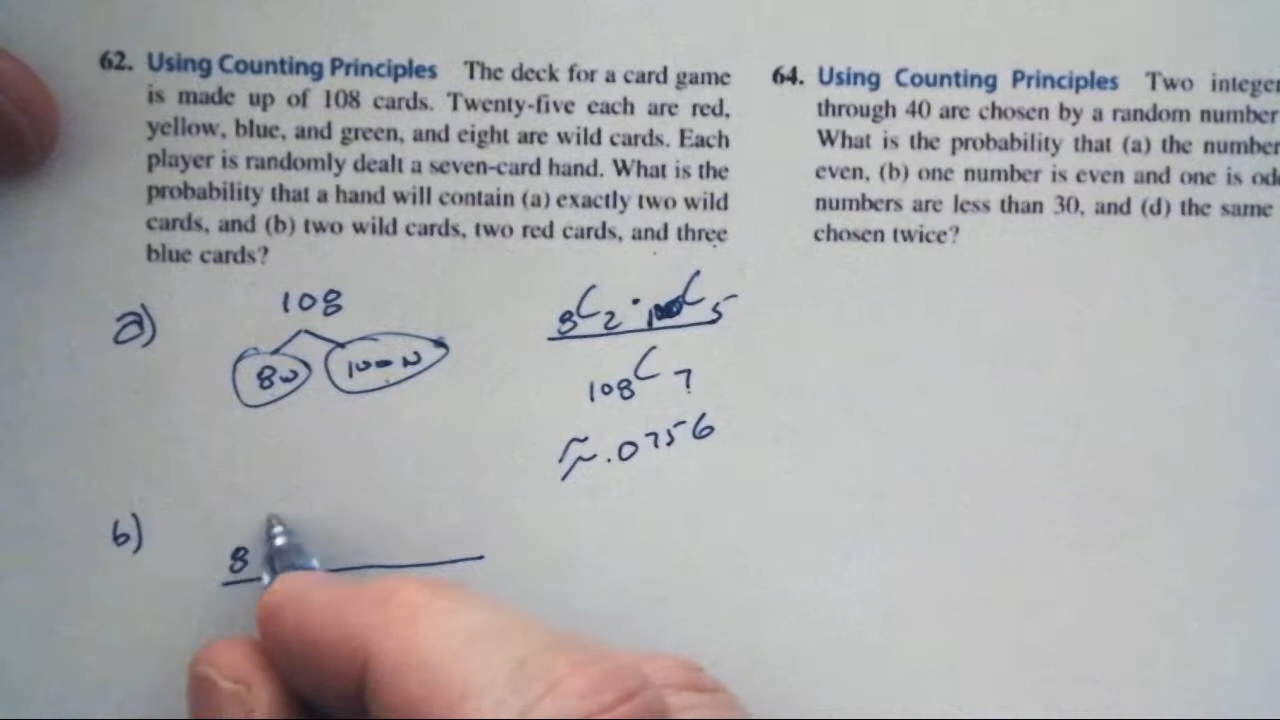 62. Using Counting Principles The deck for a card game
is made up of 108 cards. Twenty-five each are red,
yellow, blue, and green, and eight are wild cards. Each
player is randomly dealt a seven-card hand. What is the
probability that a hand will contain (a) exactly two wild
cards, and (b) two wild cards, two red cards, and three
blue cards?
64. Using Counting Principles Two integer
through 40 are chosen by a random number
What is the probability that (a) the number
even, (b) one number is even and one is od
numbers are less than 30, and (d) the same
chosen twice?
a)
108
8W 100 N
8C2 · 100C5
108C7
≈ .0756
b)
8